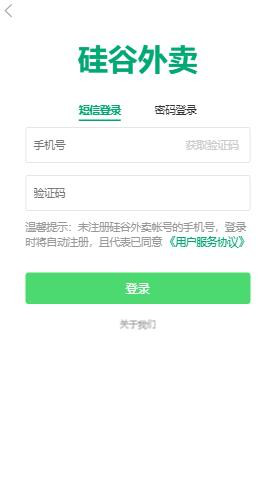 硅谷外卖
短信登录 密码登录
手机号 获取验证码
验证码
温馨提示：未注册硅谷外卖帐号的手机号，登录
时将自动注册，且代表已同意《用户服务协议》
登录
关于我们